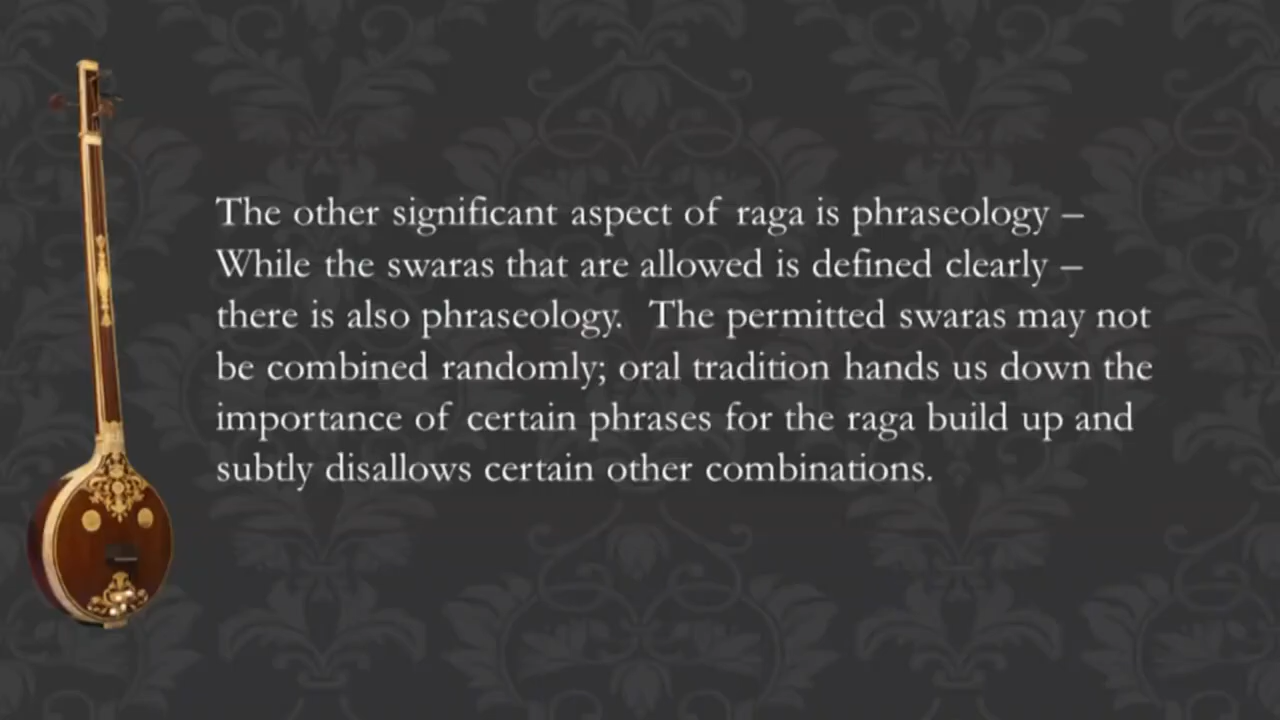 The other significant aspect of raga is phraseology –
While the swaras that are allowed is defined clearly –
there is also phraseology.  The permitted swaras may not
be combined randomly; oral tradition hands us down the
importance of certain phrases for the raga build up and
subtly disallows certain other combinations.